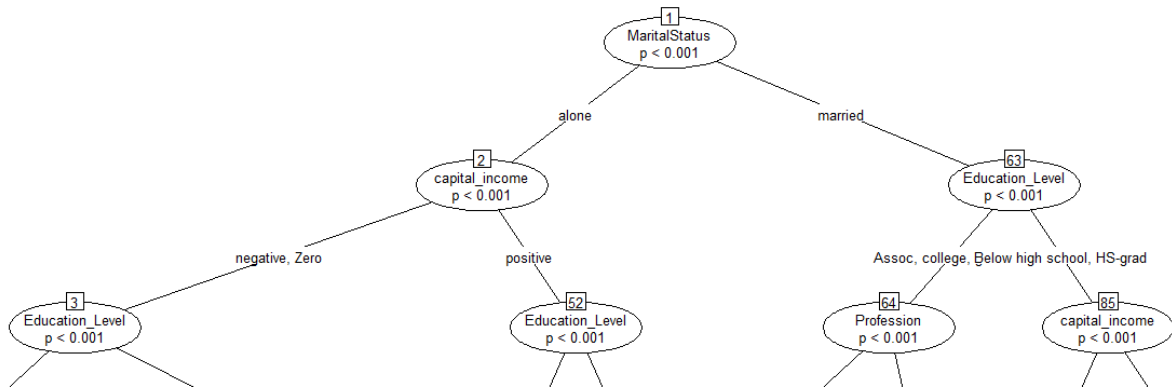 1
MaritalStatus
p < 0.001
alone
married
2
capital_income
p < 0.001
63
Education_Level
p < 0.001
negative, Zero
positive
Assoc, college, Below high school, HS-grad
3
Education_Level
p < 0.001
52
Education_Level
p < 0.001
64
Profession
p < 0.001
85
capital_income
p < 0.001